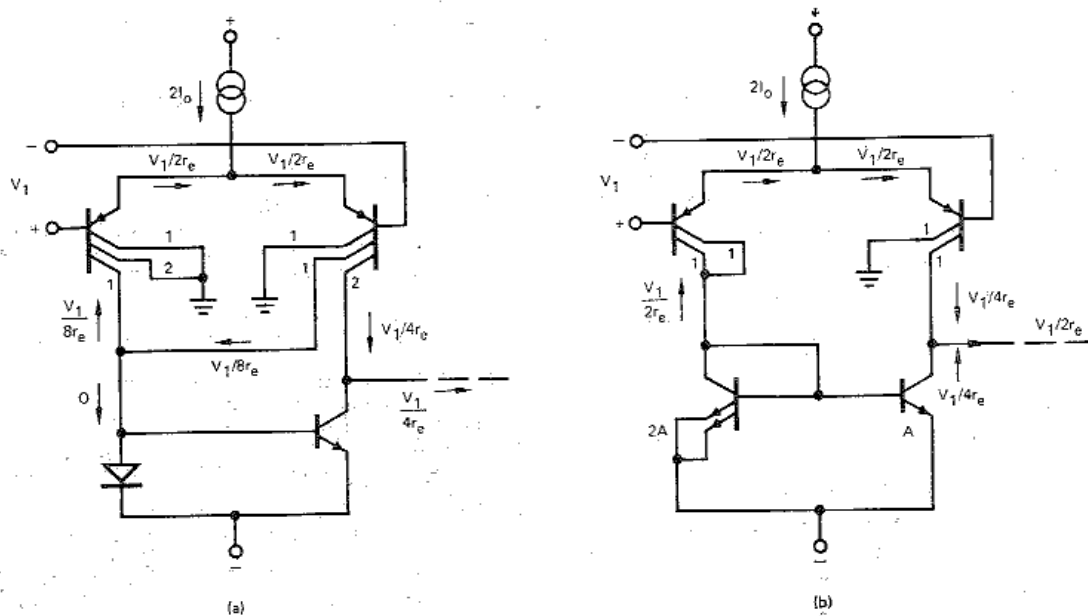 +
2I₀
−
V₁/2rₑ V₁/2rₑ
V₁
+
1
2
1
1
1
2
V₁
8rₑ
V₁/4rₑ
V₁/8rₑ
0
V₁
4rₑ
−
(a)
+
2I₀
−
V₁/2rₑ V₁/2rₑ
V₁
+
1
1
1
1
V₁
2rₑ
V₁/4rₑ
V₁/2rₑ
V₁/4rₑ
2A
A
−
(b)